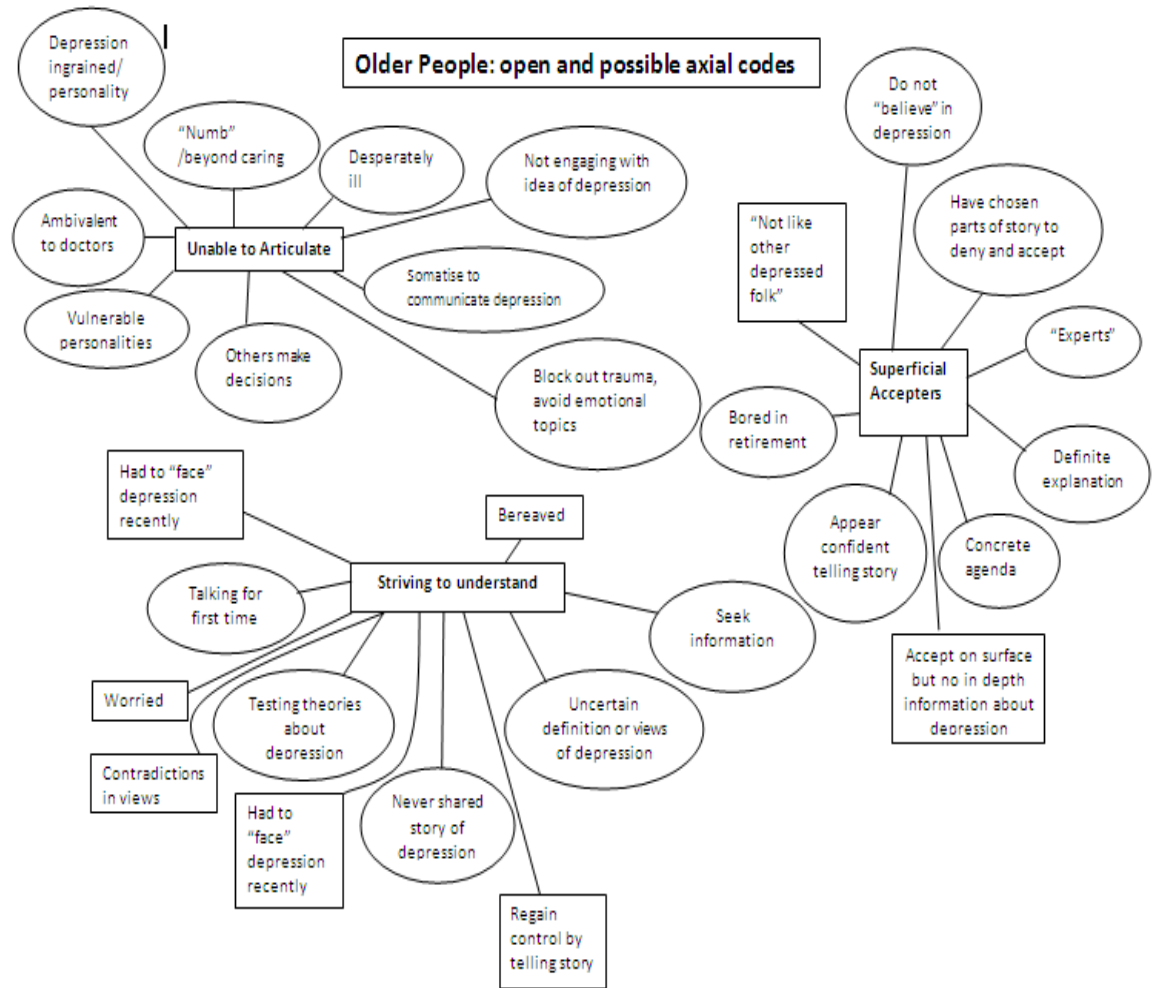 Older People: open and possible axial codes
Depression
ingrained/
personality
“Numb”
/beyond caring
Desperately
ill
Not engaging with
idea of depression
Ambivalent
to doctors
Unable to Articulate
Somatise to
communicate depression
Vulnerable
personalities
Others make
decisions
Block out trauma,
avoid emotional
topics
Do not
“believe” in
depression
“Not like
other
depressed
folk”
Have chosen
parts of story to
deny and accept
“Experts”
Superficial
Accepters
Bored in
retirement
Definite
explanation
Appear
confident
telling story
Concrete
agenda
Accept on surface
but no in depth
information about
depression
Had to “face”
depression
recently
Bereaved
Striving to understand
Talking for
first time
Seek
information
Worried
Testing theories
about
depression
Uncertain
definition or views
of depression
Contradictions
in views
Had to
“face”
depression
recently
Never shared
story of
depression
Regain
control by
telling story